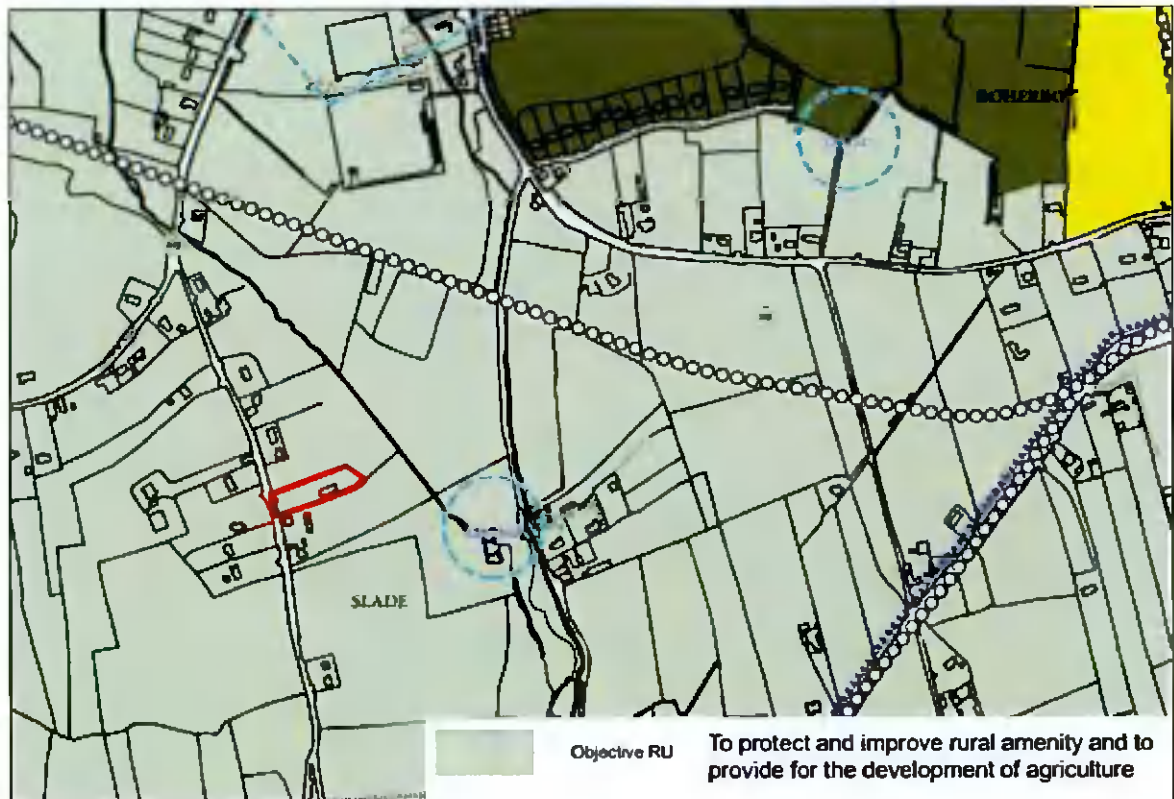 SLADE
Objective RU
To protect and improve rural amenity and to
provide for the development of agriculture